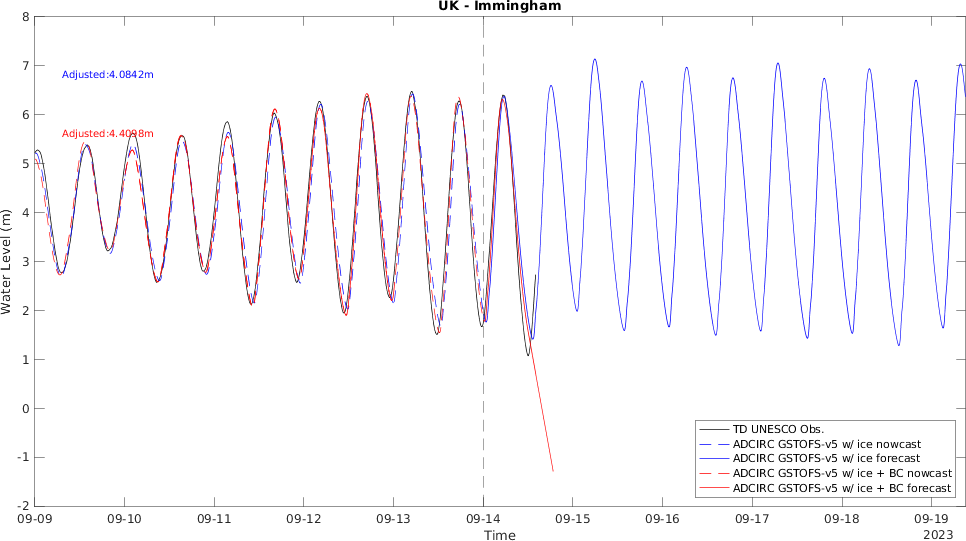 UK - Immingham
8
7
6
5
4
3
2
1
0
-1
-2
Water Level (m)
Adjusted:4.0842m
Adjusted:4.4098m
TD UNESCO Obs.
ADCIRC GSTOFS-v5 w/ ice nowcast
ADCIRC GSTOFS-v5 w/ ice forecast
ADCIRC GSTOFS-v5 w/ ice + BC nowcast
ADCIRC GSTOFS-v5 w/ ice + BC forecast
09-09 09-10 09-11 09-12 09-13 09-14 09-15 09-16 09-17 09-18 09-19
Time
2023